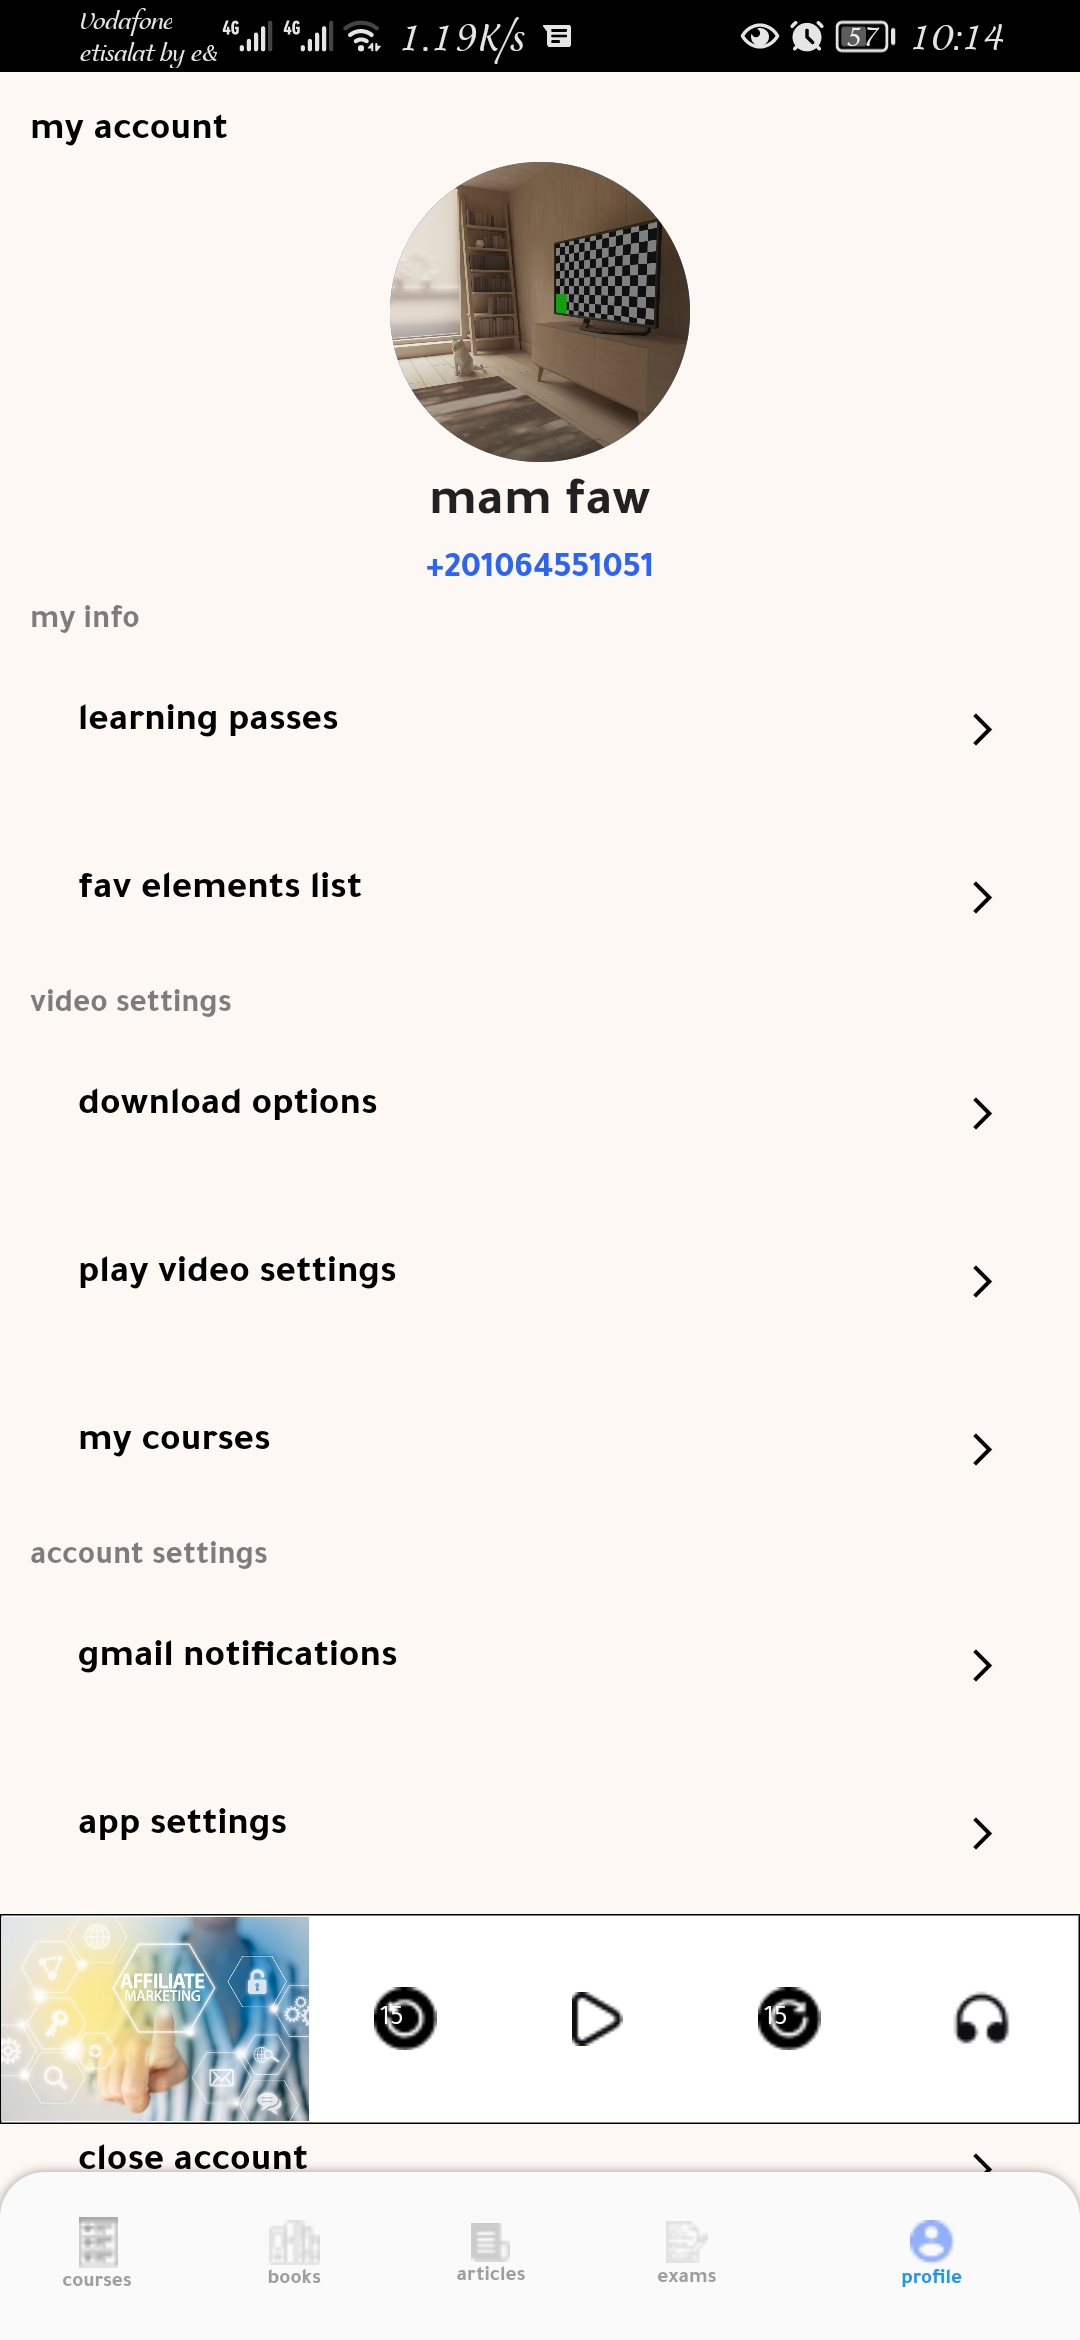 Vodafone
etisalat by e&
4G
4G
1.19K/s
57
10:14
my account
mam faw
+201064551051
my info
learning passes
fav elements list
video settings
download options
play video settings
my courses
account settings
gmail notifications
app settings
AFFILIATE
MARKETING
15
15
close account
courses
books
articles
exams
profile